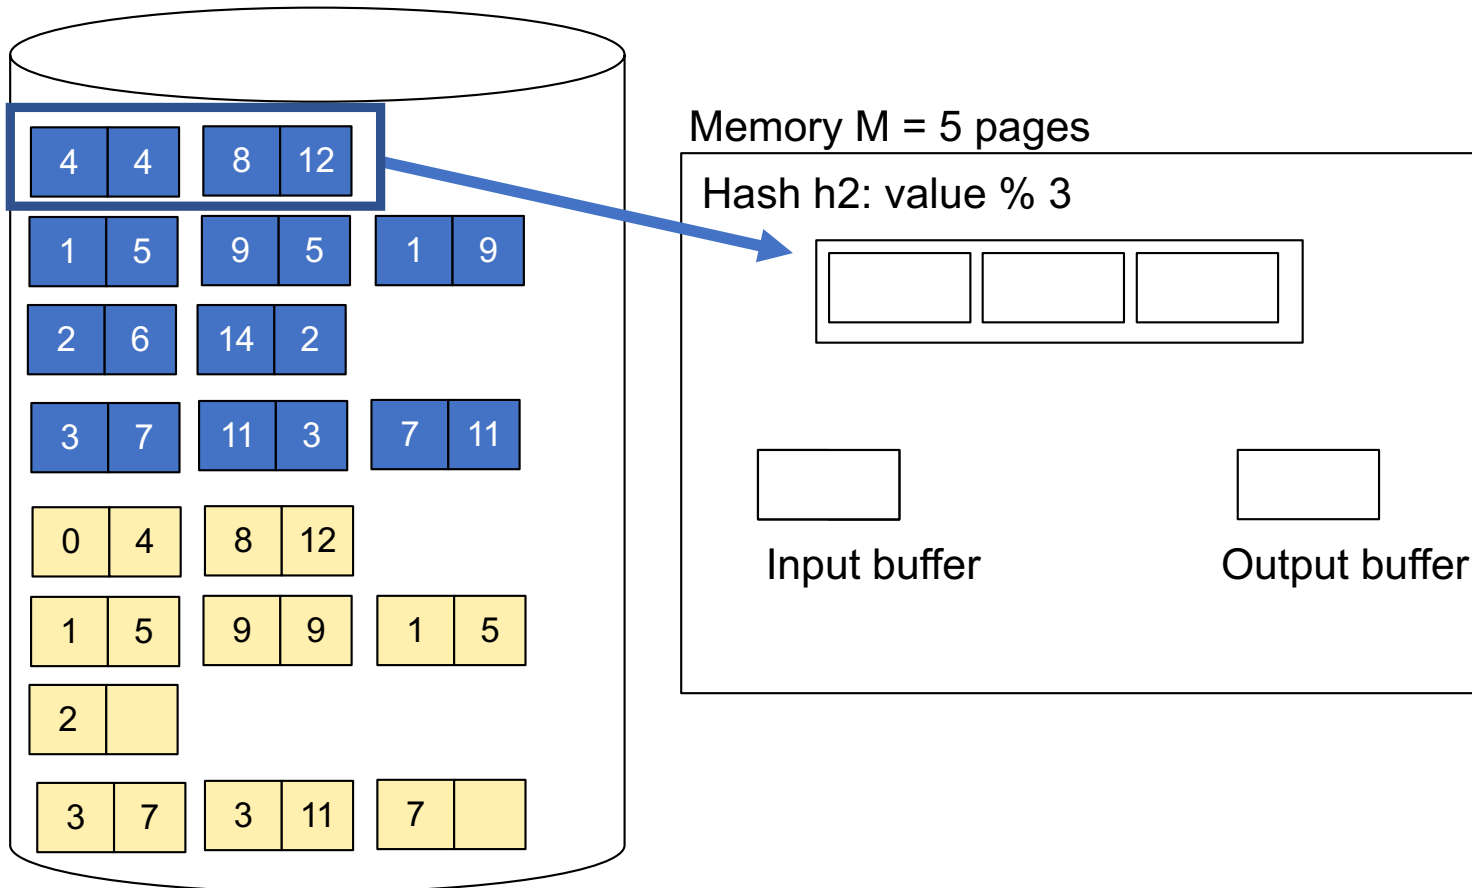 Memory M = 5 pages
Hash h2: value % 3
4 4 8 12
1 5 9 5 1 9
2 6 14 2
3 7 11 3 7 11
0 4 8 12
1 5 9 9 1 5
2
3 7 3 11 7
Input buffer
Output buffer